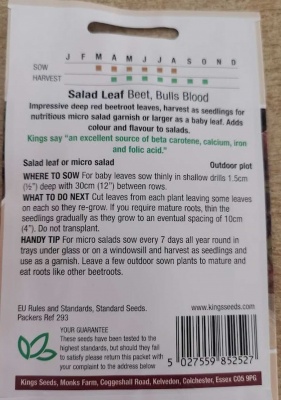 J F M A M J J A S O N D
SOW
HARVEST
Salad Leaf Beet, Bulls Blood
Impressive deep red beetroot leaves, harvest as seedlings for
nutritious micro salad garnish or larger as a baby leaf. Adds
colour and flavour to salads.
Kings say “an excellent source of beta carotene, calcium, iron
and folic acid.”
Salad leaf or micro salad Outdoor plot
WHERE TO SOW For baby leaves sow thinly in shallow drills 1.5cm
(½") deep with 30cm (12") between rows.
WHAT TO DO NEXT Cut leaves from each plant leaving some leaves
on each so they re-grow. If you require mature roots, thin the
seedlings gradually as they grow to an eventual spacing of 10cm
(4"). Do not transplant.
HANDY TIP For micro salads sow every 7 days all year round in
trays under glass or on a windowsill and harvest as seedlings and
use as a garnish. Leave a few outdoor sown plants to mature and
eat roots like other beetroots.
EU Rules and Standards, Standard Seeds.
Packers Ref 293
www.kingsseeds.com
YOUR GUARANTEE
These seeds have been tested to the
highest standards, but should they fail
to satisfy please return this packet with
your complaint to the address below
5 027559 852527
Kings Seeds, Monks Farm, Coggeshall Road, Kelvedon, Colchester, Essex CO5 9PG